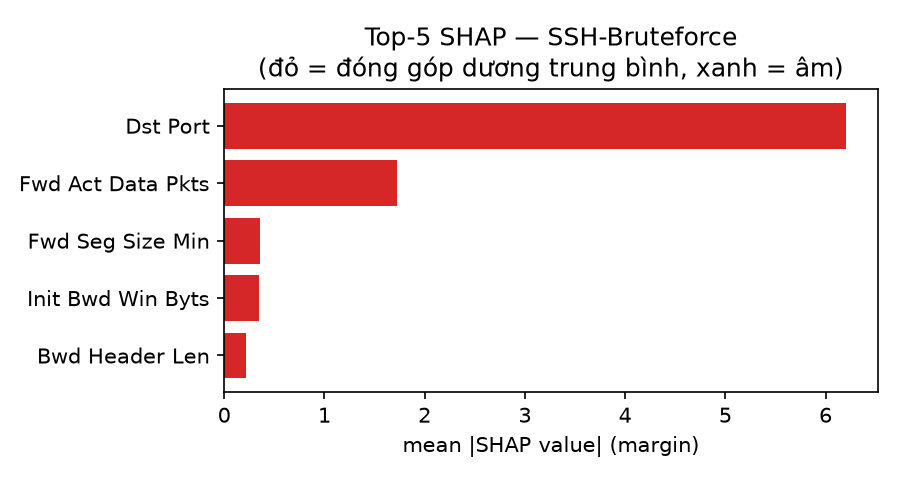 Top-5 SHAP — SSH-Bruteforce
(đỏ = đóng góp dương trung bình, xanh = âm)
Dst Port
Fwd Act Data Pkts
Fwd Seg Size Min
Init Bwd Win Byts
Bwd Header Len
0 1 2 3 4 5 6
mean |SHAP value| (margin)